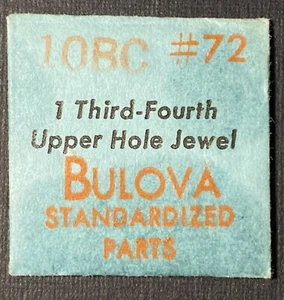 10BC #72
1 Third-Fourth
Upper Hole Jewel
BULOVA
STANDARDIZED
PARTS